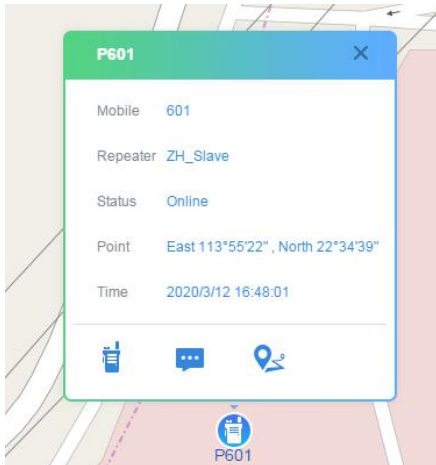 P601
Mobile 601
Repeater ZH_Slave
Status Online
Point East 113°55'22" , North 22°34'39"
Time 2020/3/12 16:48:01
P601